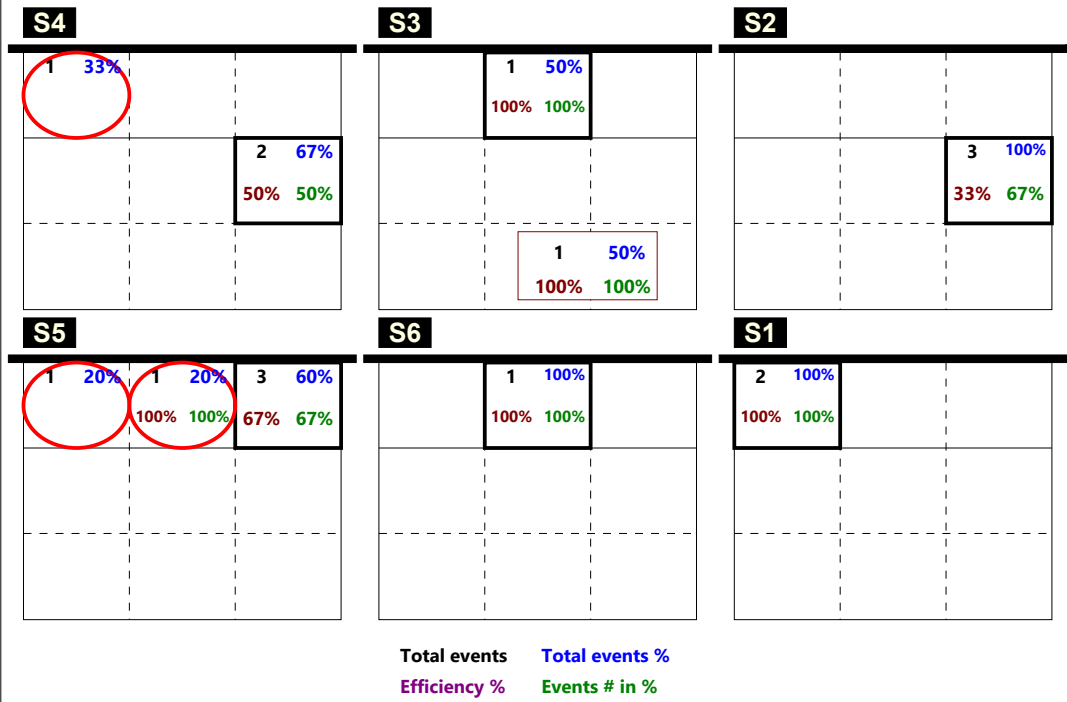 S4 S3 S2
1 33% 1 50%
100% 100%
2 67% 3 100%
50% 50% 33% 67%
1 50%
100% 100%
S5 S6 S1
1 20% 1 20% 3 60% 1 100% 2 100%
100% 100% 67% 67% 100% 100% 100% 100%
Total events Total events %
Efficiency % Events # in %